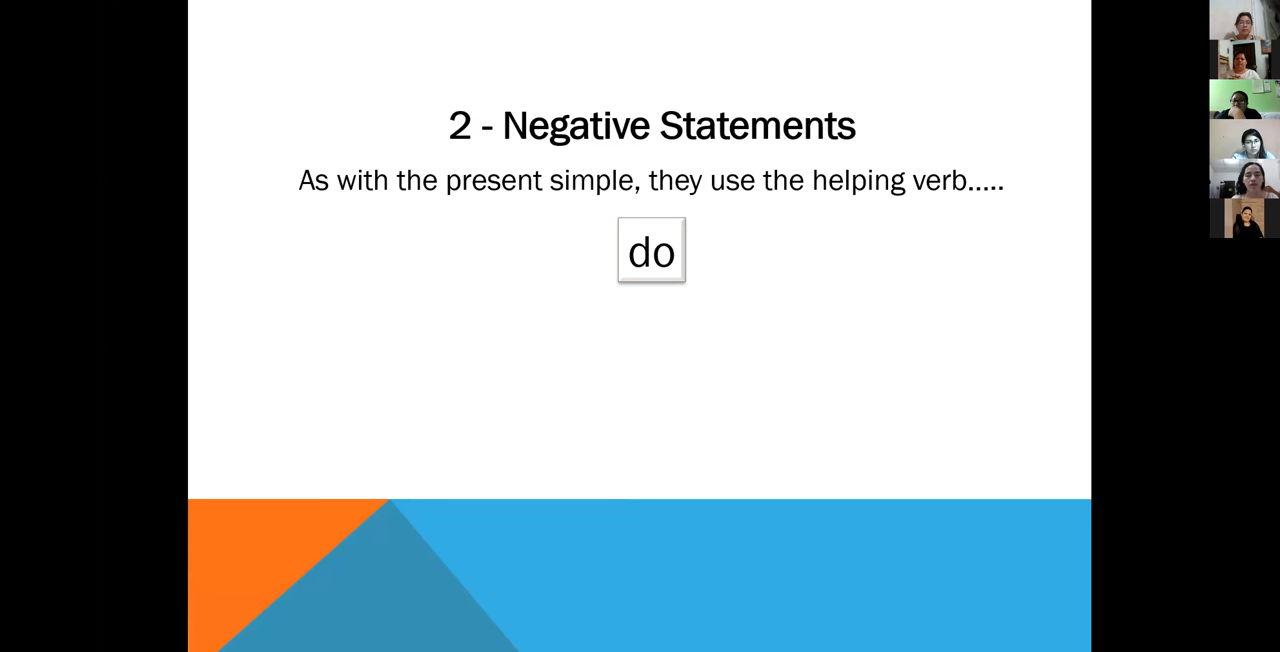 2 - Negative Statements
As with the present simple, they use the helping verb.....
do